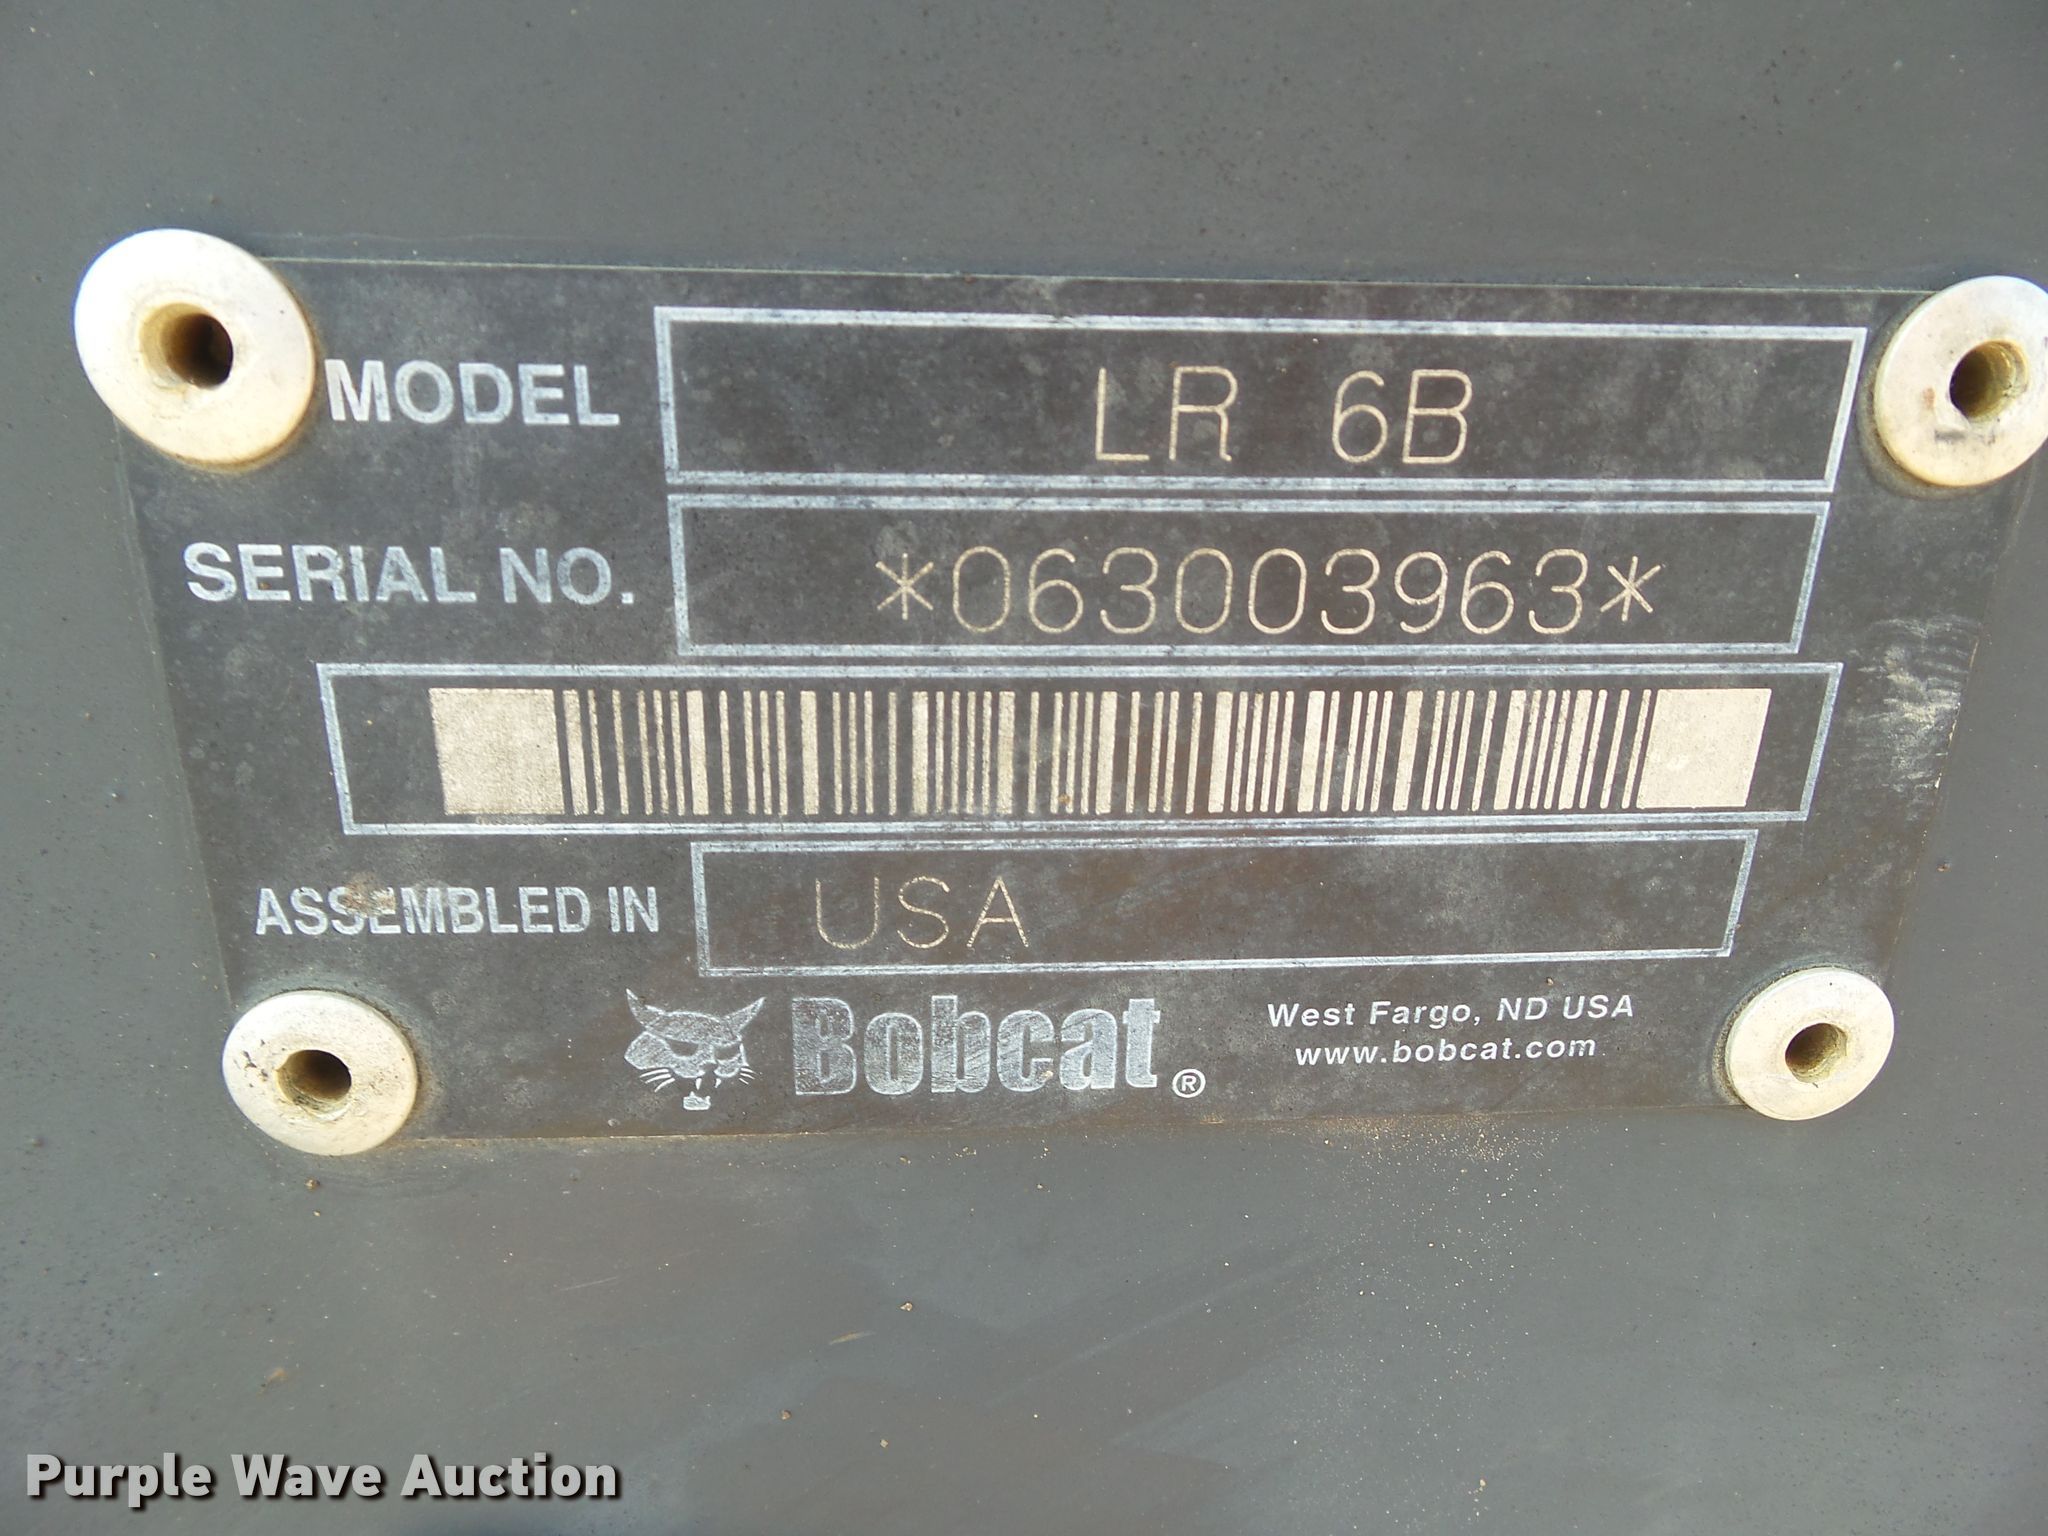 MODEL LR 6B
SERIAL NO. *063003963*
ASSEMBLED IN USA
Bobcat®
West Fargo, ND USA
www.bobcat.com
Purple Wave Auction